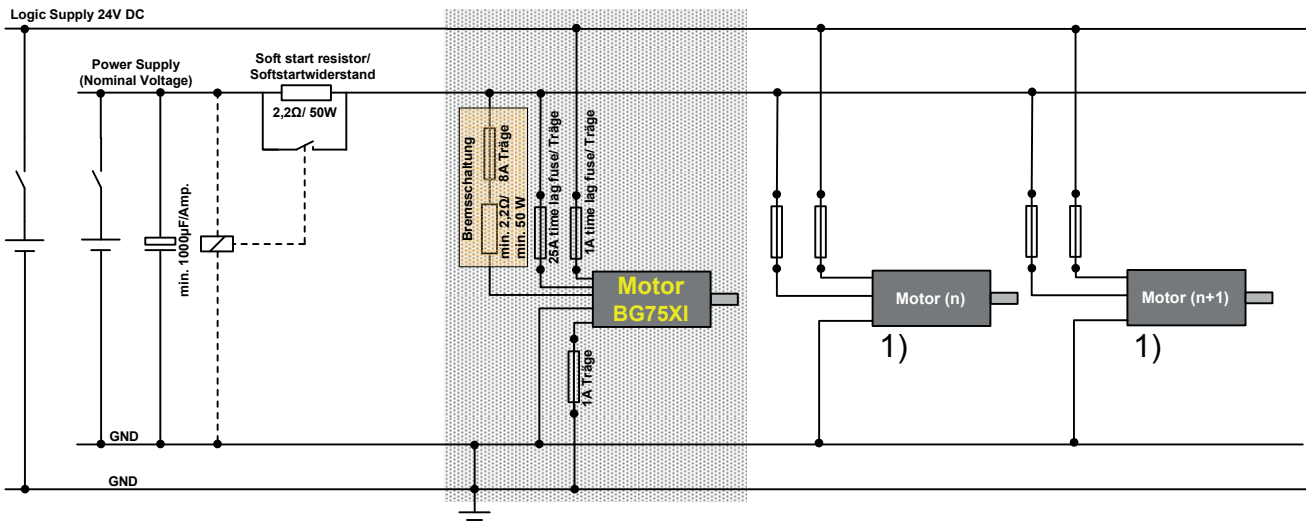 Logic Supply 24V DC
Power Supply
(Nominal Voltage)
Soft start resistor/
Softstartwiderstand
2,2Ω/ 50W
min. 1000µF/Amp.
Bremsschaltung
8A Träge
min. 2,2Ω/
min. 50 W
25A time lag fuse/ Träge
1A time lag fuse/ Träge
Motor
BG75XI
1A Träge
Motor (n)
1)
Motor (n+1)
1)
GND
GND